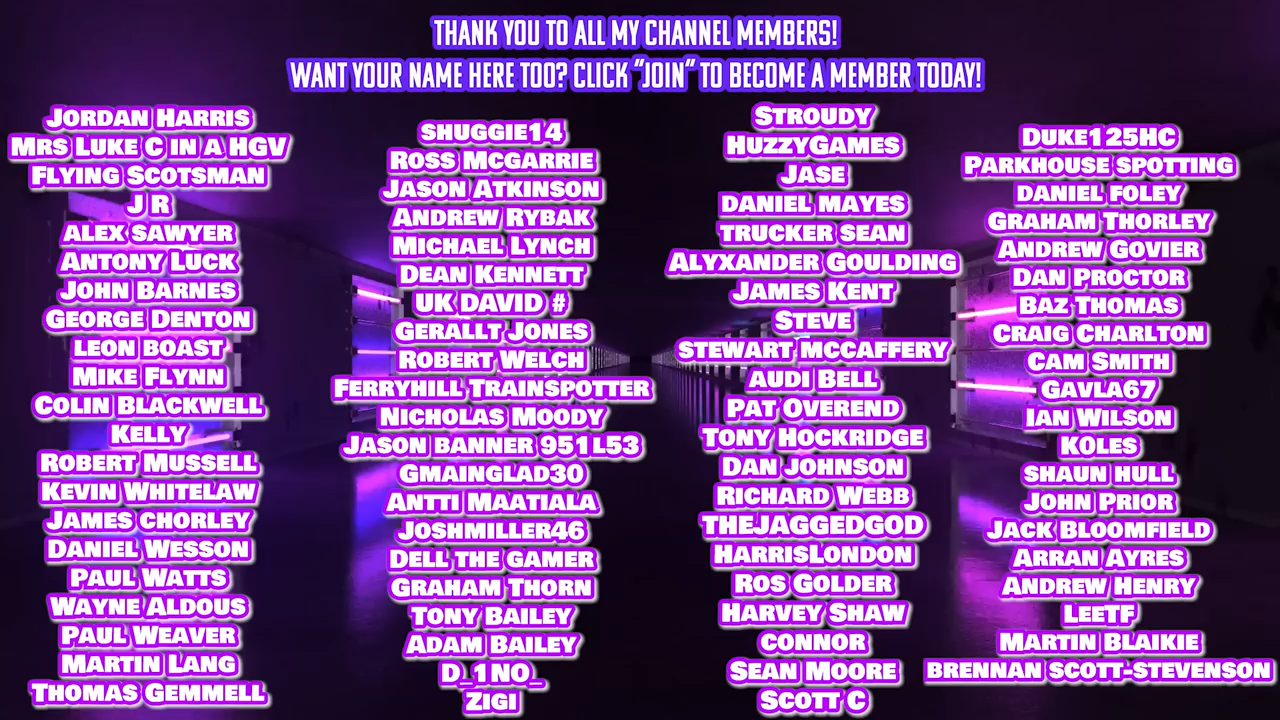 THANK YOU TO ALL MY CHANNEL MEMBERS!
WANT YOUR NAME HERE TOO? CLICK "JOIN" TO BECOME A MEMBER TODAY!
Jordan Harris
Mrs Luke C in a HGV
Flying Scotsman
J R
alex sawyer
Antony Luck
John Barnes
George Denton
leon boast
Mike Flynn
Colin Blackwell
Kelly
Robert Mussell
Kevin Whitelaw
James chorley
Daniel Wesson
Paul Watts
Wayne Aldous
Paul Weaver
Martin Lang
Thomas Gemmell
shuggie14
Ross McGarrie
Jason Atkinson
Andrew Rybak
Michael Lynch
Dean Kennett
UK DAVID #
Gerallt Jones
Robert Welch
Ferryhill Trainspotter
Nicholas Moody
Jason banner 951L53
Gmainglad30
Antti Maatiala
Joshmiller46
Dell the Gamer
Graham Thorn
Tony Bailey
Adam Bailey
D_1NO_
Zigi
Stroudy
HuzzyGames
Jase
daniel mayes
trucker sean
Alyxander Goulding
James Kent
Steve
stewart mccaffery
Audi Bell
Pat Overend
Tony Hockridge
Dan Johnson
Richard Webb
THEJAGGEDGOD
HarrisLondon
Ros Golder
Harvey Shaw
connor
Sean Moore
Scott C
Duke125HC
Parkhouse spotting
daniel foley
Graham Thorley
Andrew Govier
Dan Proctor
Baz Thomas
Craig Charlton
Cam Smith
gavla67
Ian Wilson
K0les
shaun hull
John Prior
Jack Bloomfield
Arran Ayres
Andrew Henry
LeeTF
Martin Blaikie
brennan scott-stevenson